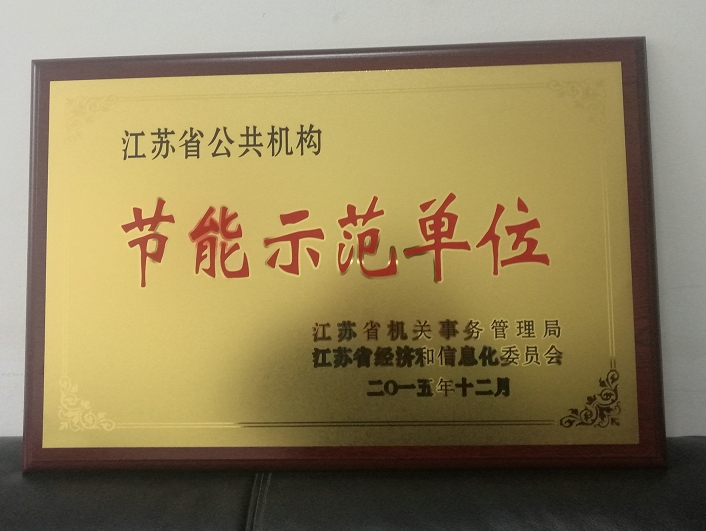 江苏省公共机构
节能示范单位
江苏省机关事务管理局
江苏省经济和信息化委员会
二〇一五年十二月